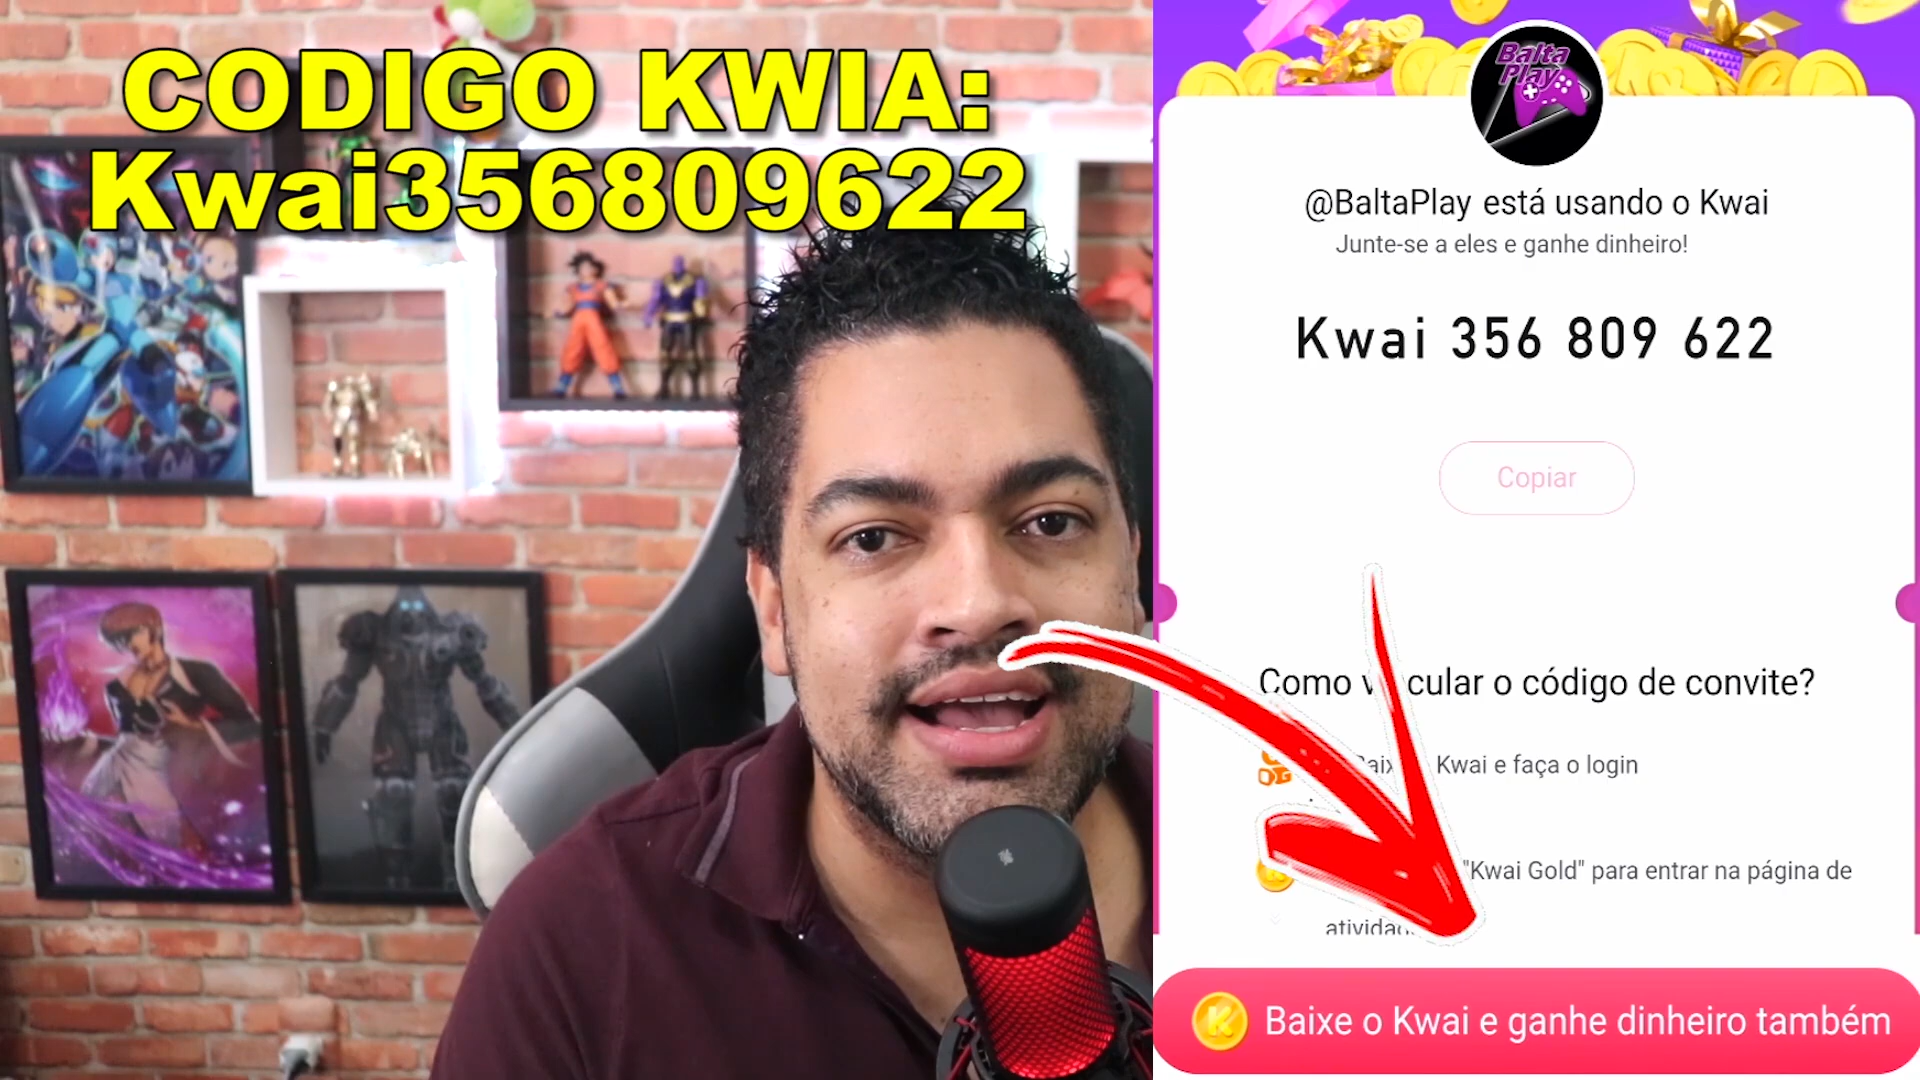 CODIGO KWIA:
Kwai356809622
Balta
Play
@BaltaPlay está usando o Kwai
Junte-se a eles e ganhe dinheiro!
Kwai 356 809 622
Copiar
Como cular o código de convite?
Kwai e faça o login
"Kwai Gold" para entrar na página de
Baixe o Kwai e ganhe dinheiro também